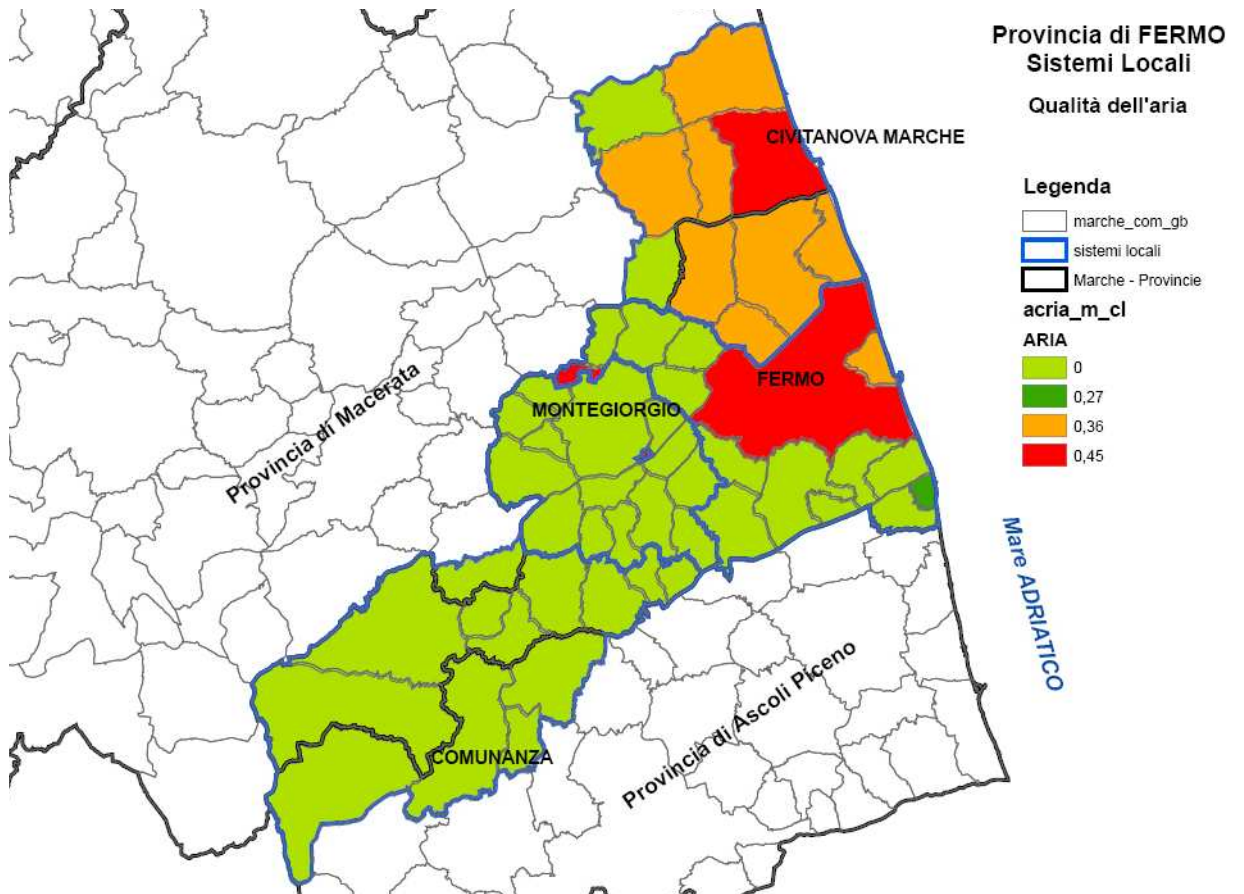 Provincia di FERMO
Sistemi Locali
Qualità dell'aria
CIVITANOVA MARCHE
Legenda
marche_com_gb
sistemi locali
Marche - Provincie
acria_m_cl
ARIA
0
0,27
0,36
0,45
FERMO
MONTEGIORGIO
Provincia di Macerata
Mare ADRIATICO
Provincia di Ascoli Piceno
COMUNANZA